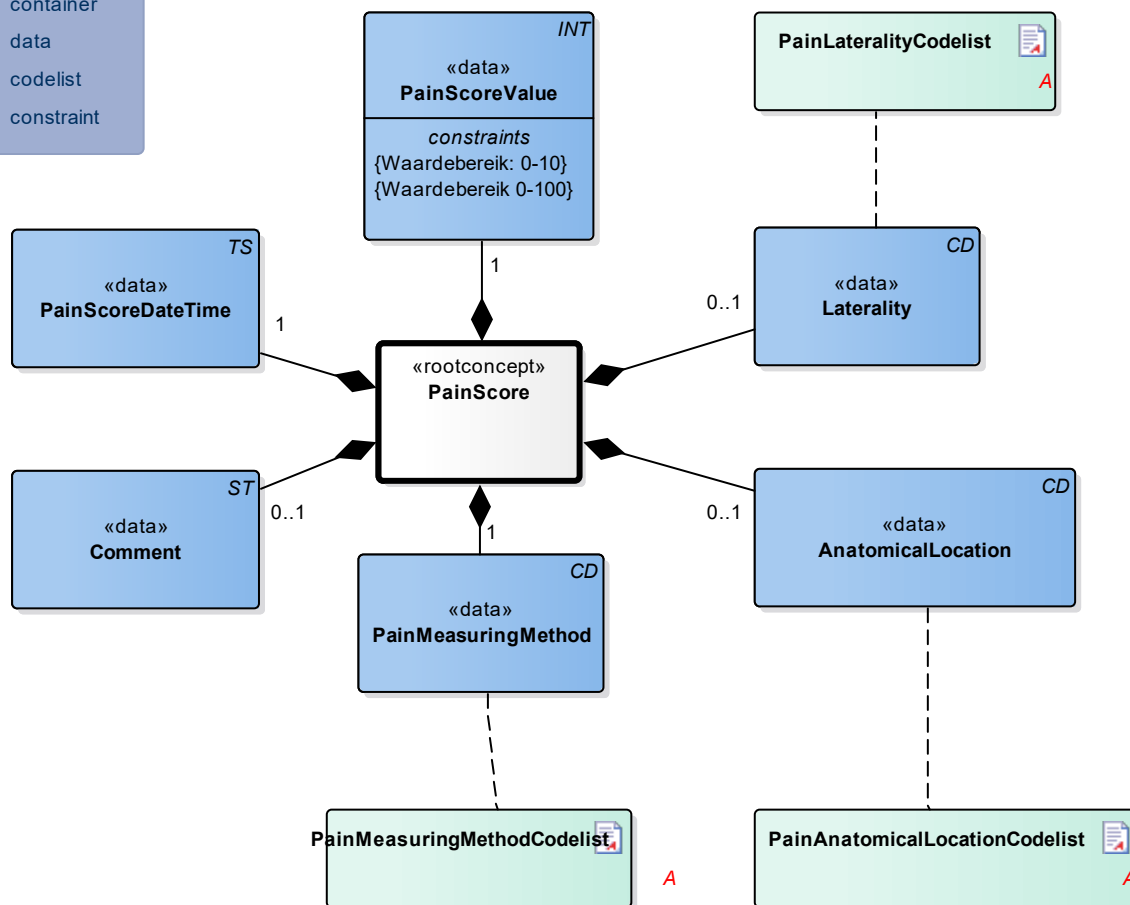 container
data
codelist
constraint
INT
«data»
PainScoreValue
constraints
{Waardebereik: 0-10}
{Waardebereik 0-100}
1
PainLateralityCodelist
A
TS
«data»
PainScoreDateTime
1
CD
«data»
Laterality
0..1
«rootconcept»
PainScore
ST
«data»
Comment
0..1
1
CD
«data»
PainMeasuringMethod
CD
«data»
AnatomicalLocation
0..1
PainMeasuringMethodCodelist
A
PainAnatomicalLocationCodelist
A